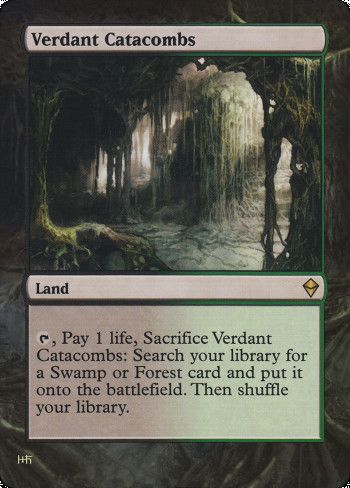 Verdant Catacombs
Land
, Pay 1 life, Sacrifice Verdant
Catacombs: Search your library for
a Swamp or Forest card and put it
onto the battlefield. Then shuffle
your library.